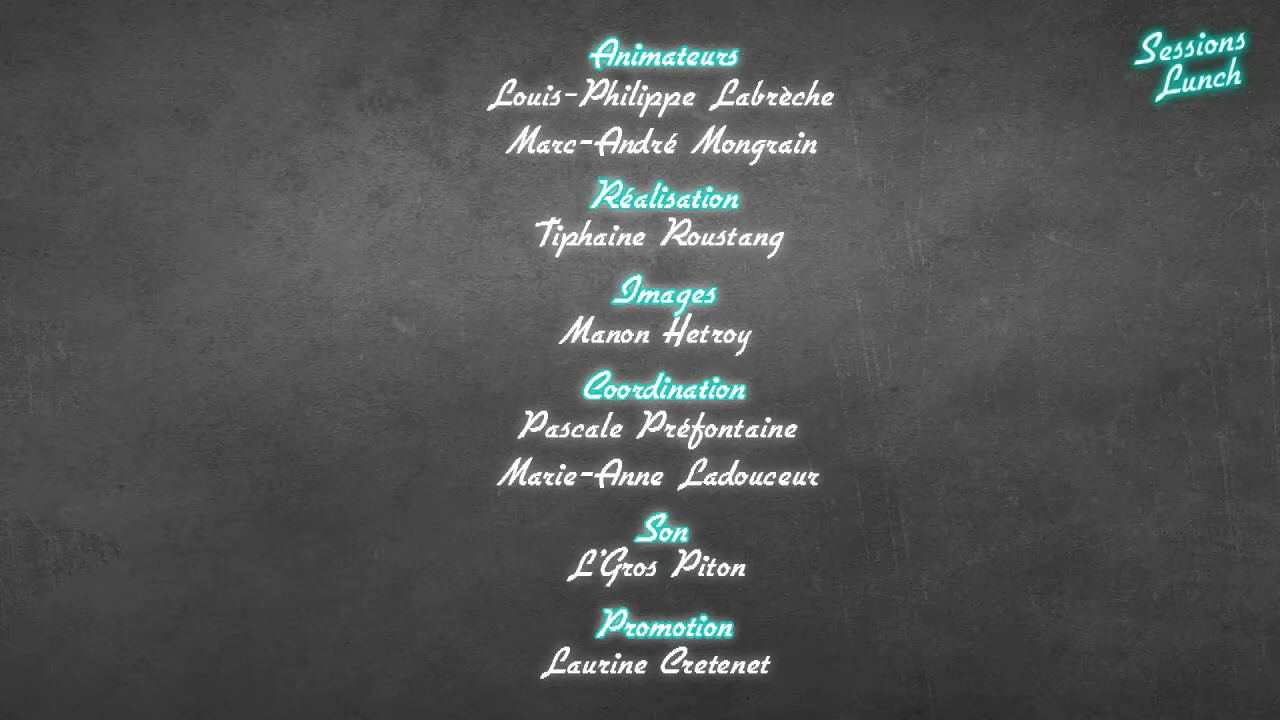 Animateurs
Louis-Philippe Labrèche
Marc-André Mongrain
Réalisation
Tiphaine Roustang
Images
Manon Hetroy
Coordination
Pascale Préfontaine
Marie-Anne Ladouceur
Son
L'Gros Piton
Promotion
Laurine Cretenet
Sessions
Lunch